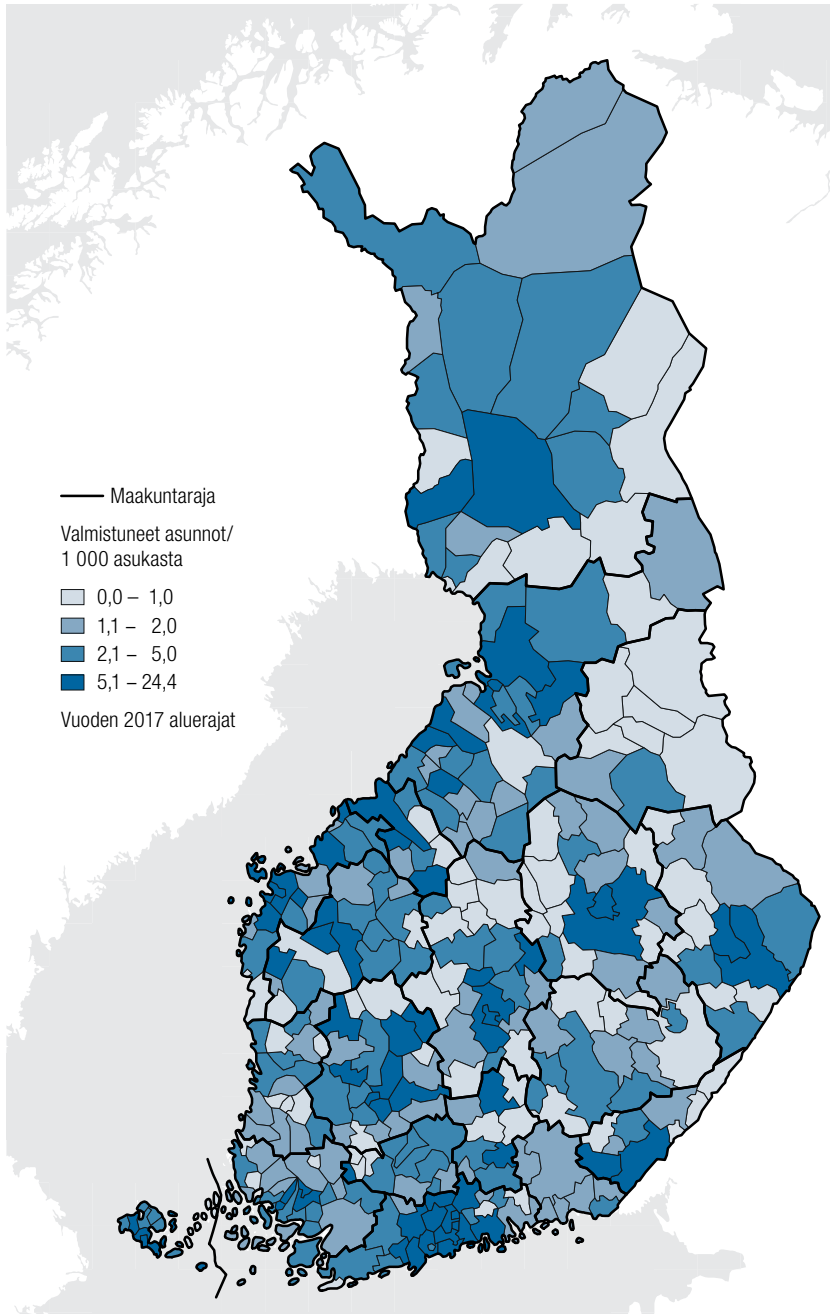 Maakuntaraja
Valmistuneet asunnot/
1 000 asukasta
0,0 – 1,0
1,1 – 2,0
2,1 – 5,0
5,1 – 24,4
Vuoden 2017 aluerajat